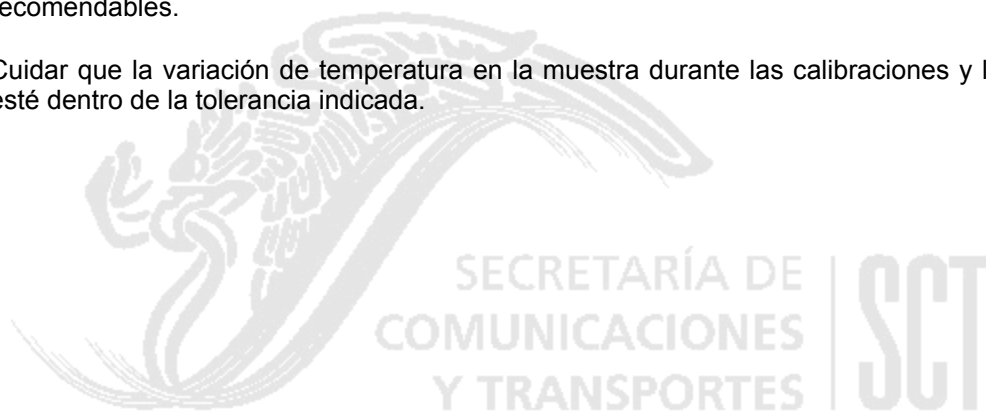 recomendables.
Cuidar que la variación de temperatura en la muestra durante las calibraciones y
esté dentro de la tolerancia indicada.
SECRETARÍA DE
COMUNICACIONES
Y TRANSPORTES
SCT